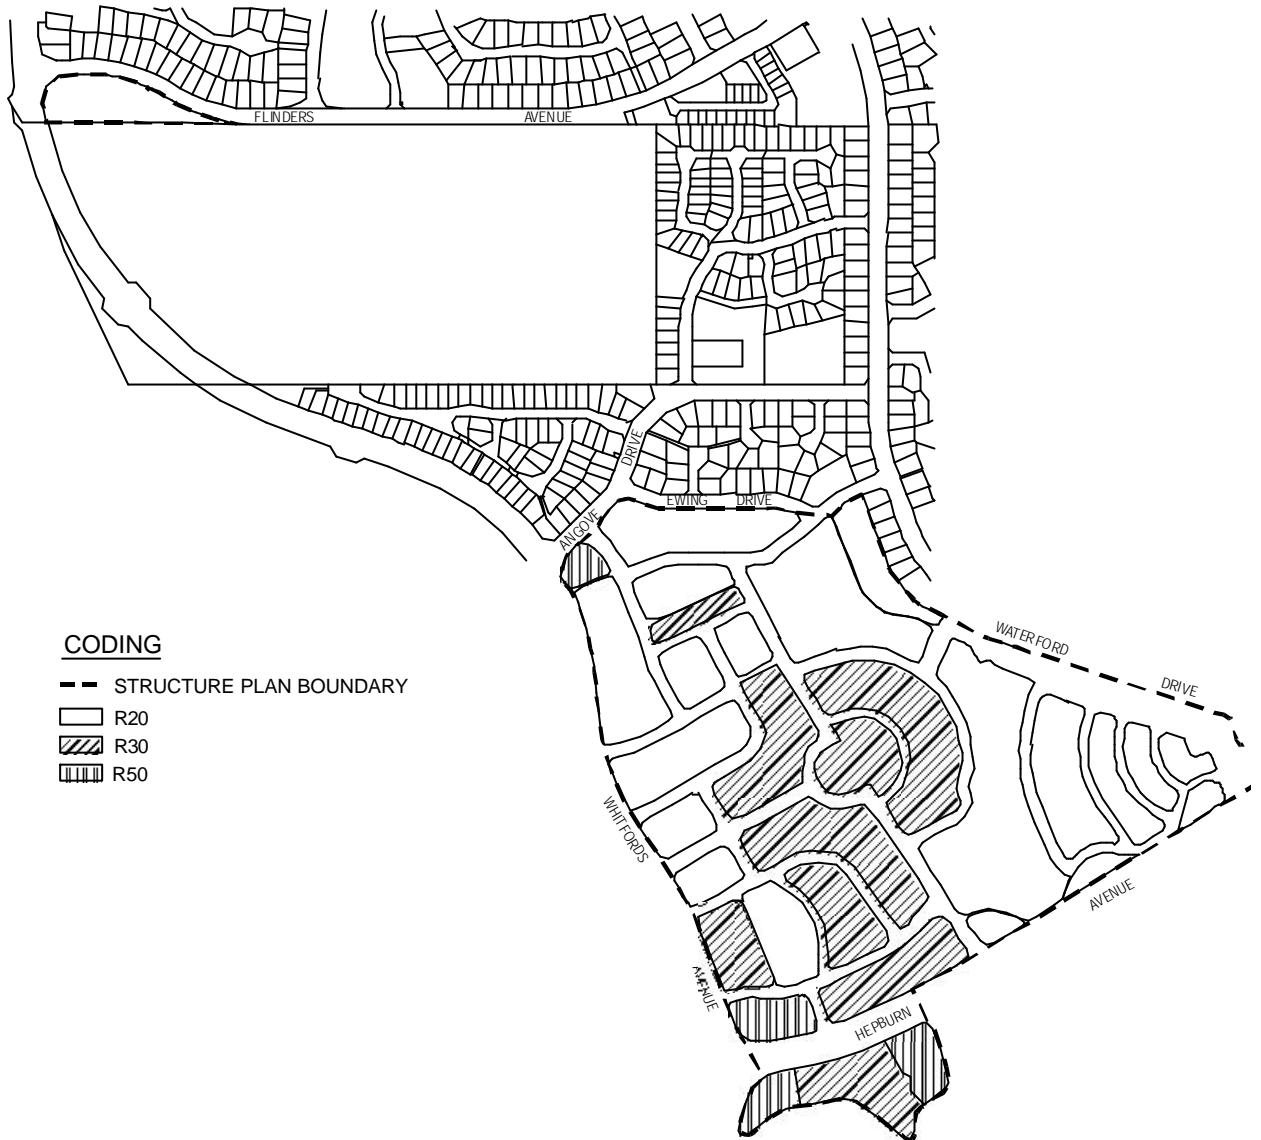 FLINDERS AVENUE
DRIVE
EWING DRIVE
ANGOVE
CODING
STRUCTURE PLAN BOUNDARY
R20
R30
R50
WATERFORD
DRIVE
WHITFORDS
AVENUE
AVENUE
HEPBURN